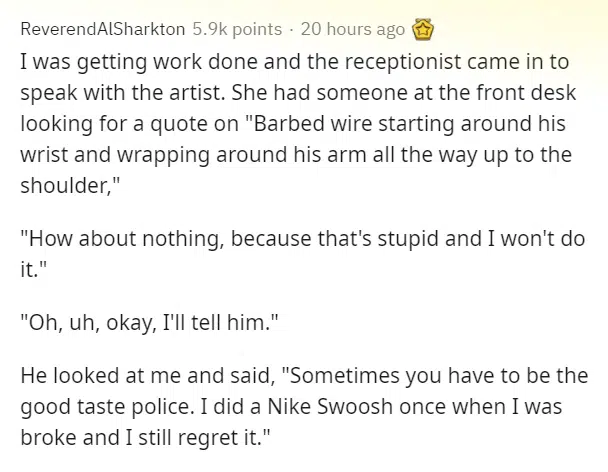 ReverendAlSharkton 5.9k points · 20 hours ago
I was getting work done and the receptionist came in to
speak with the artist. She had someone at the front desk
looking for a quote on "Barbed wire starting around his
wrist and wrapping around his arm all the way up to the
shoulder,"
"How about nothing, because that's stupid and I won't do
it."
"Oh, uh, okay, I'll tell him."
He looked at me and said, "Sometimes you have to be the
good taste police. I did a Nike Swoosh once when I was
broke and I still regret it."